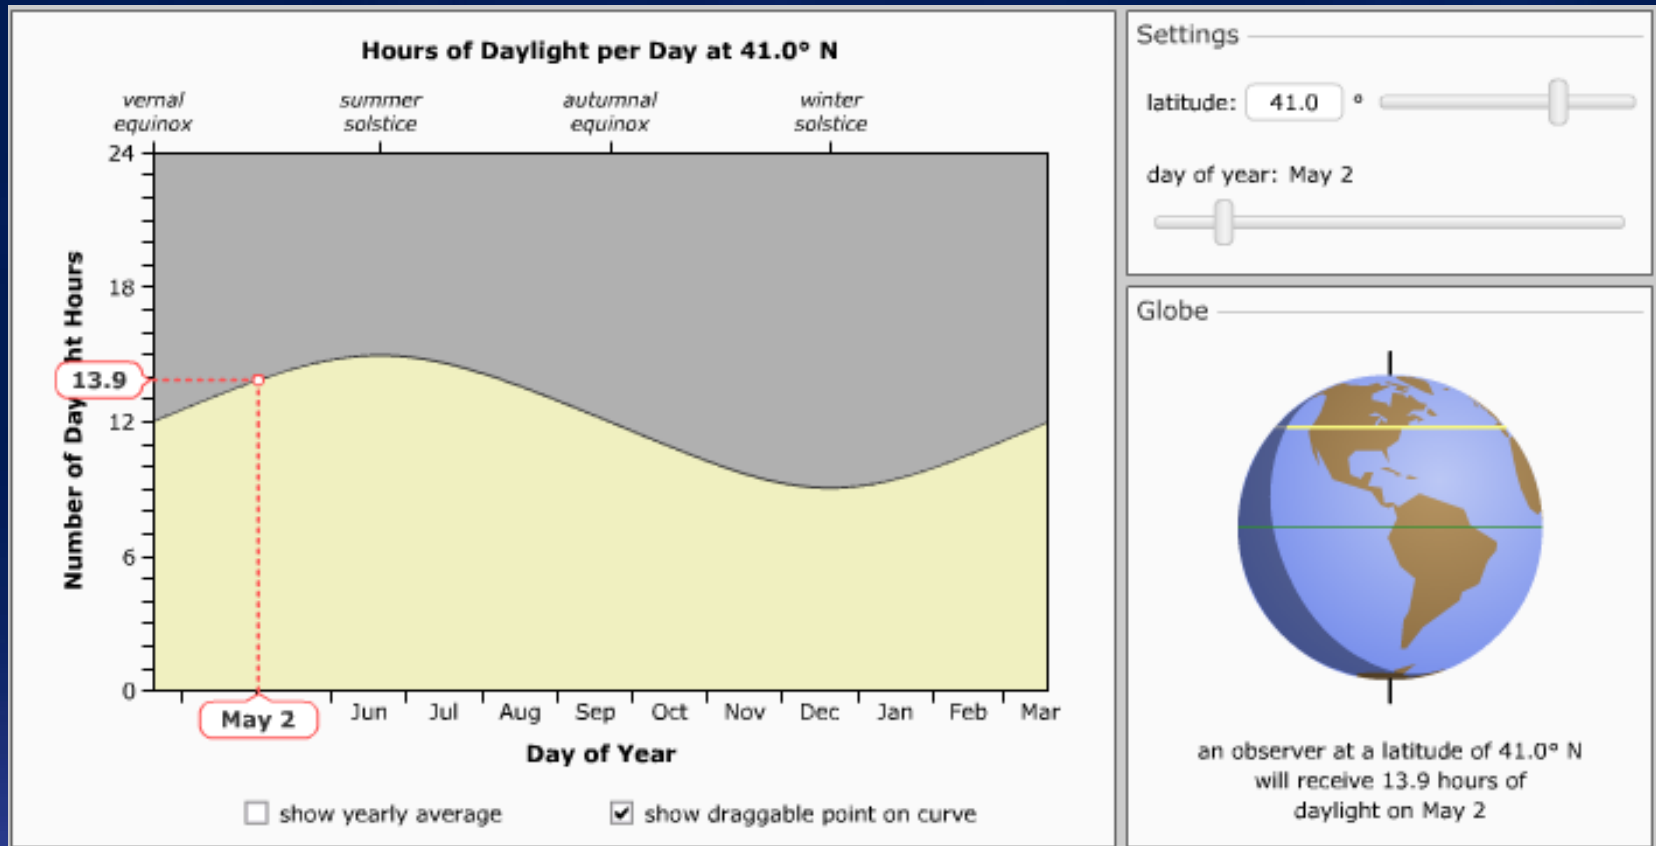 Hours of Daylight per Day at 41.0° N
vernal
equinox
summer
solstice
autumnal
equinox
winter
solstice
24
18
12
6
0
13.9
Number of Daylight Hours
May 2
Jun
Jul
Aug
Sep
Oct
Nov
Dec
Jan
Feb
Mar
Day of Year
show yearly average
show draggable point on curve
Settings
latitude: 41.0 °
day of year: May 2
Globe
an observer at a latitude of 41.0° N
will receive 13.9 hours of
daylight on May 2